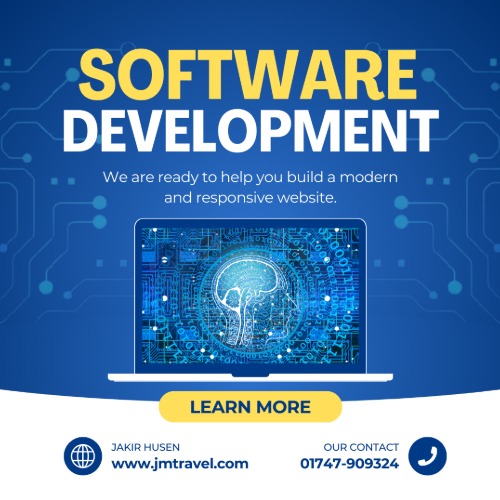 SOFTWARE
DEVELOPMENT
We are ready to help you build a modern
and responsive website.
LEARN MORE
JAKIR HUSEN
www.jmtravel.com
OUR CONTACT
01747-909324